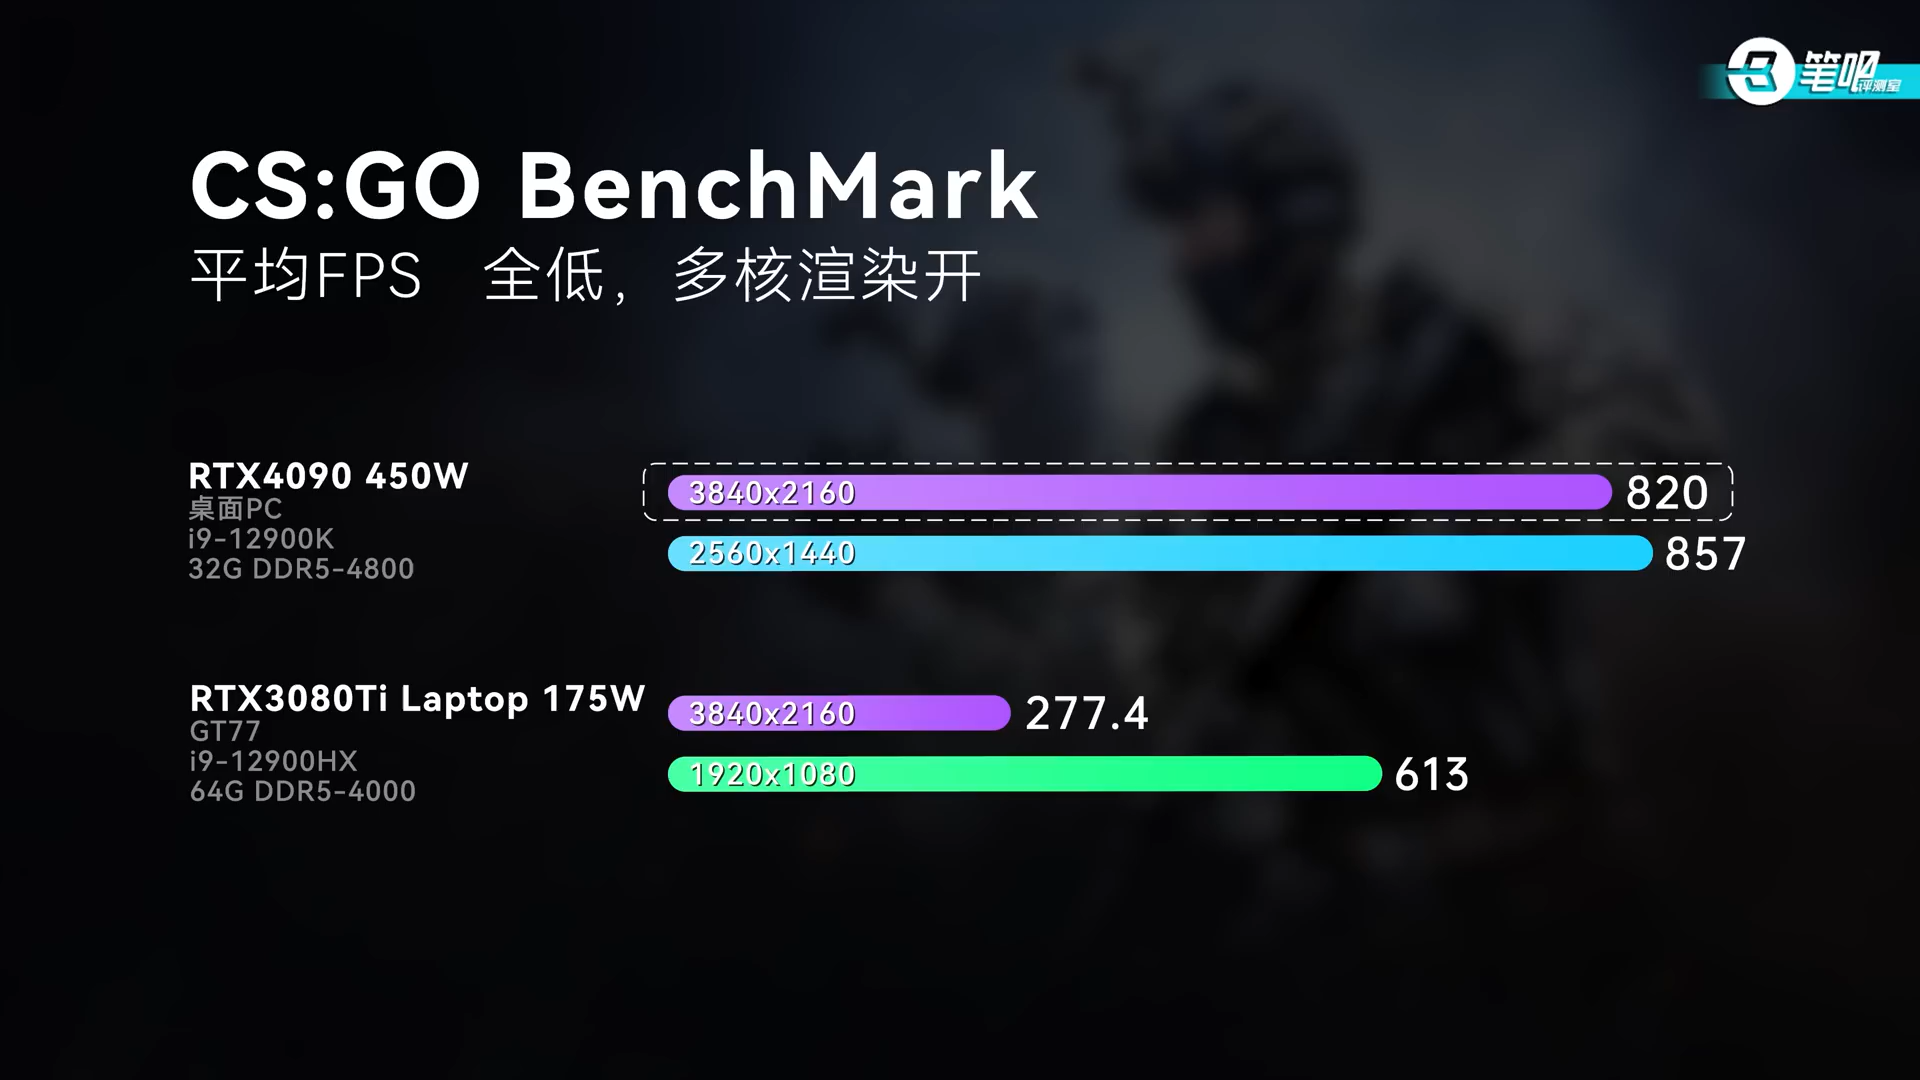 笔吧
评测室
CS:GO BenchMark
平均FPS 全低，多核渲染开
RTX4090 450W
桌面PC
i9-12900K
32G DDR5-4800
3840x2160 820
2560x1440 857
RTX3080Ti Laptop 175W
GT77
i9-12900HX
64G DDR5-4000
3840x2160 277.4
1920x1080 613